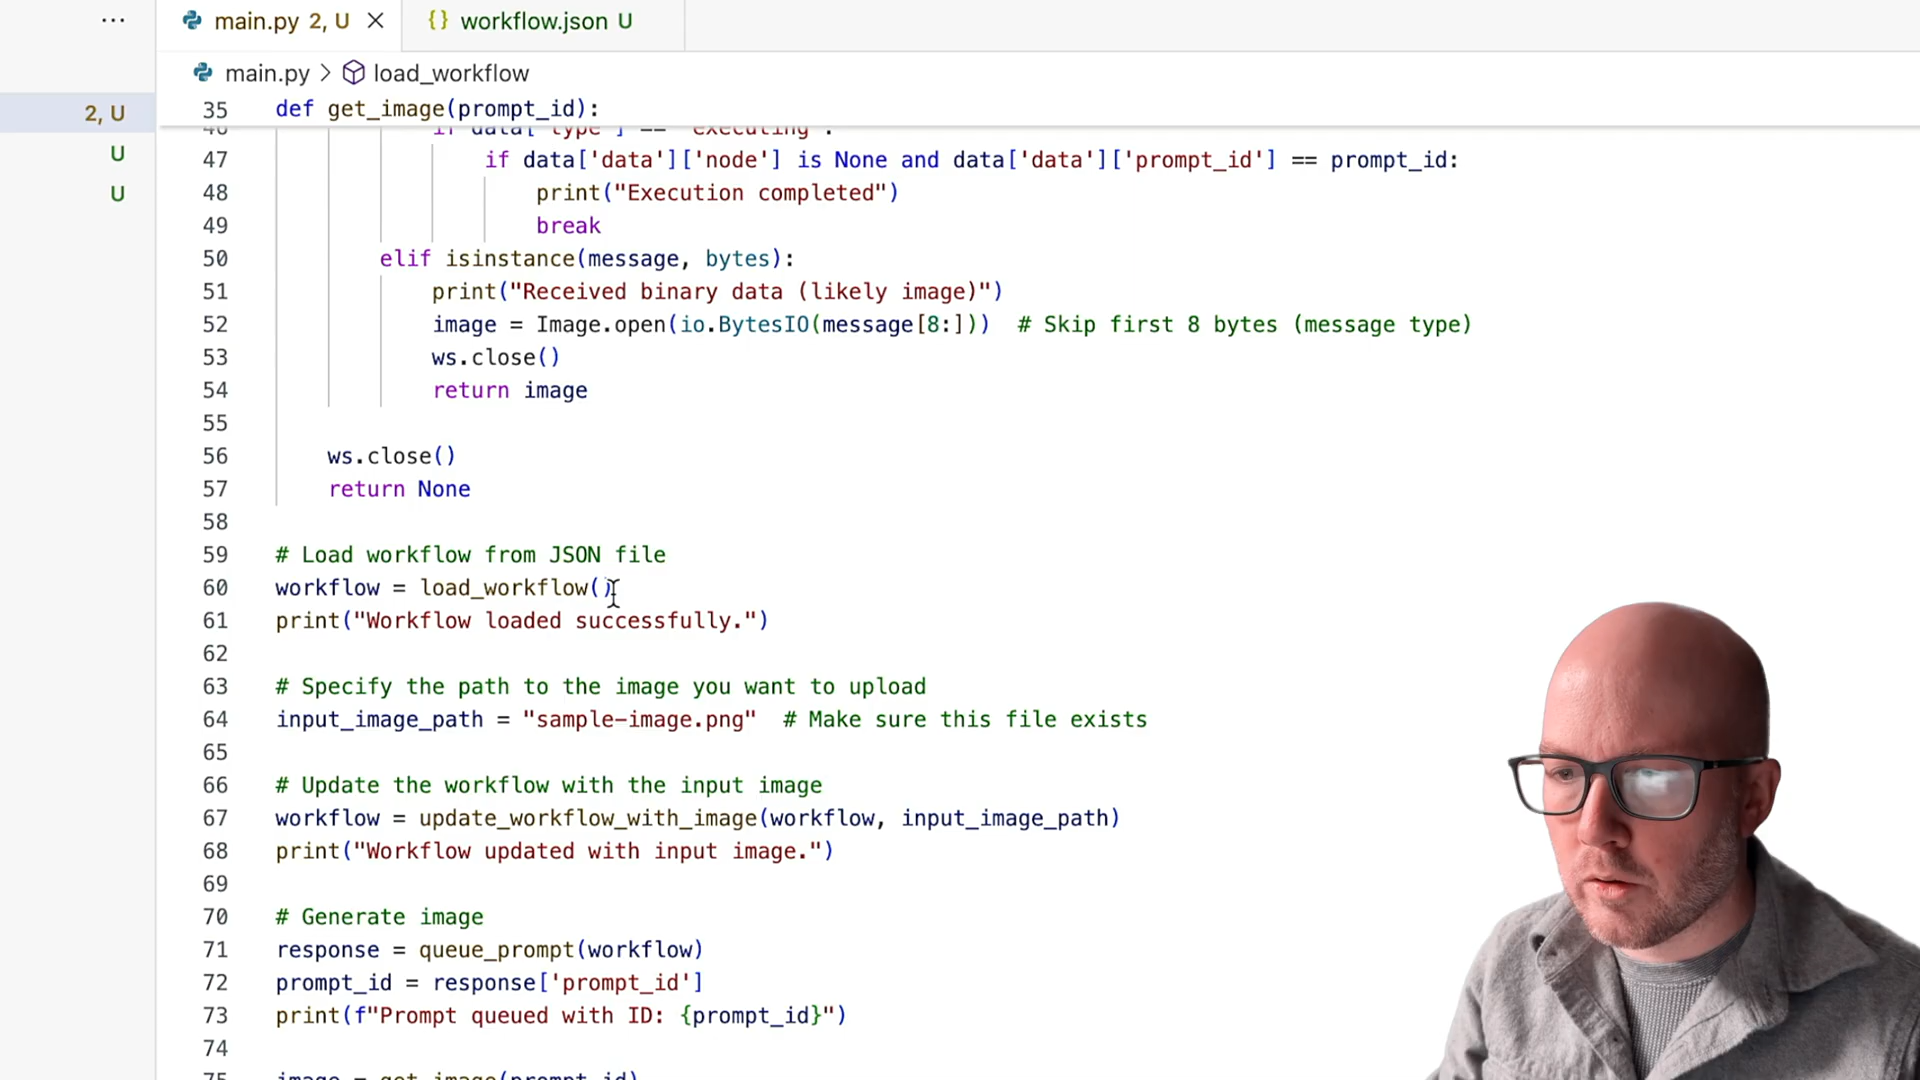 main.py 2, U
workflow.json U
main.py > load_workflow
2, U
U
U
35 def get_image(prompt_id):
46 if data['type'] == 'executing':
47 if data['data']['node'] is None and data['data']['prompt_id'] == prompt_id:
48 print("Execution completed")
49 break
50 elif isinstance(message, bytes):
51 print("Received binary data (likely image)")
52 image = Image.open(io.BytesIO(message[8:])) # Skip first 8 bytes (message type)
53 ws.close()
54 return image
55
56 ws.close()
57 return None
58
59 # Load workflow from JSON file
60 workflow = load_workflow()
61 print("Workflow loaded successfully.")
62
63 # Specify the path to the image you want to upload
64 input_image_path = "sample-image.png" # Make sure this file exists
65
66 # Update the workflow with the input image
67 workflow = update_workflow_with_image(workflow, input_image_path)
68 print("Workflow updated with input image.")
69
70 # Generate image
71 response = queue_prompt(workflow)
72 prompt_id = response['prompt_id']
73 print(f"Prompt queued with ID: {prompt_id}")
74
75 image = get_image(prompt_id)